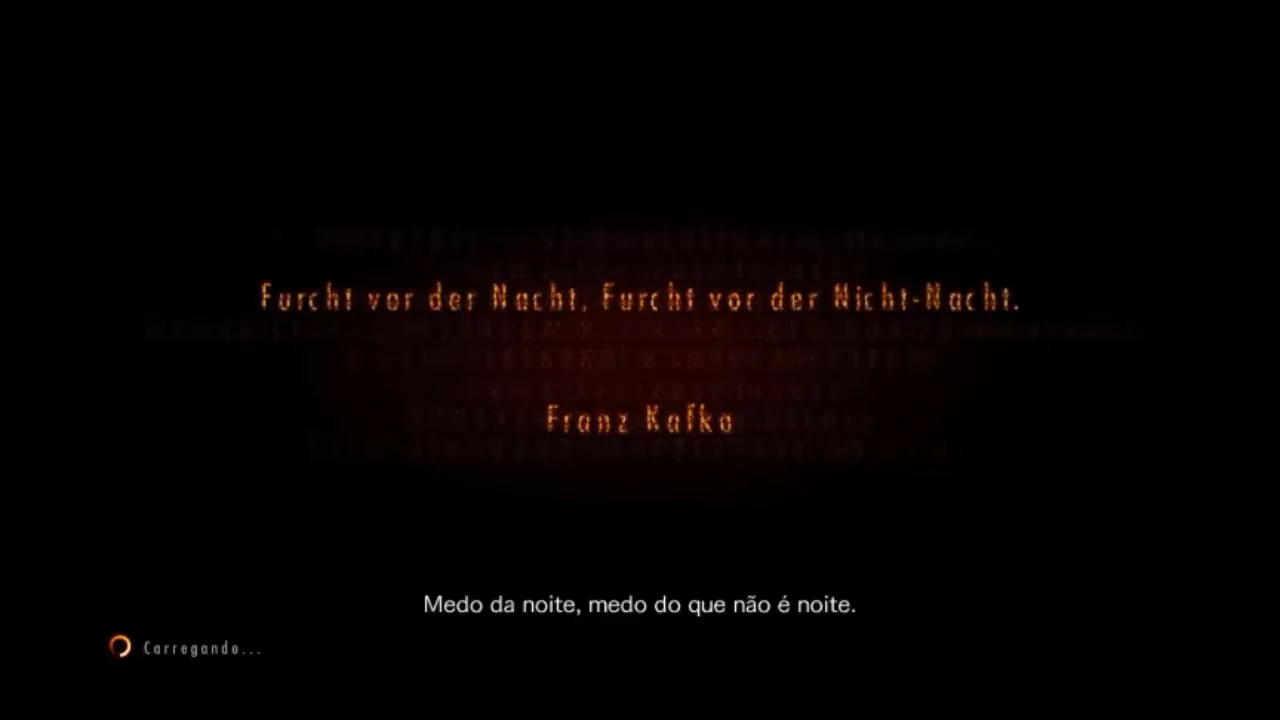 Furcht vor der Nacht, Furcht vor der Nicht-Nacht.
Franz Kafka
Medo da noite, medo do que não é noite.
Carregando...